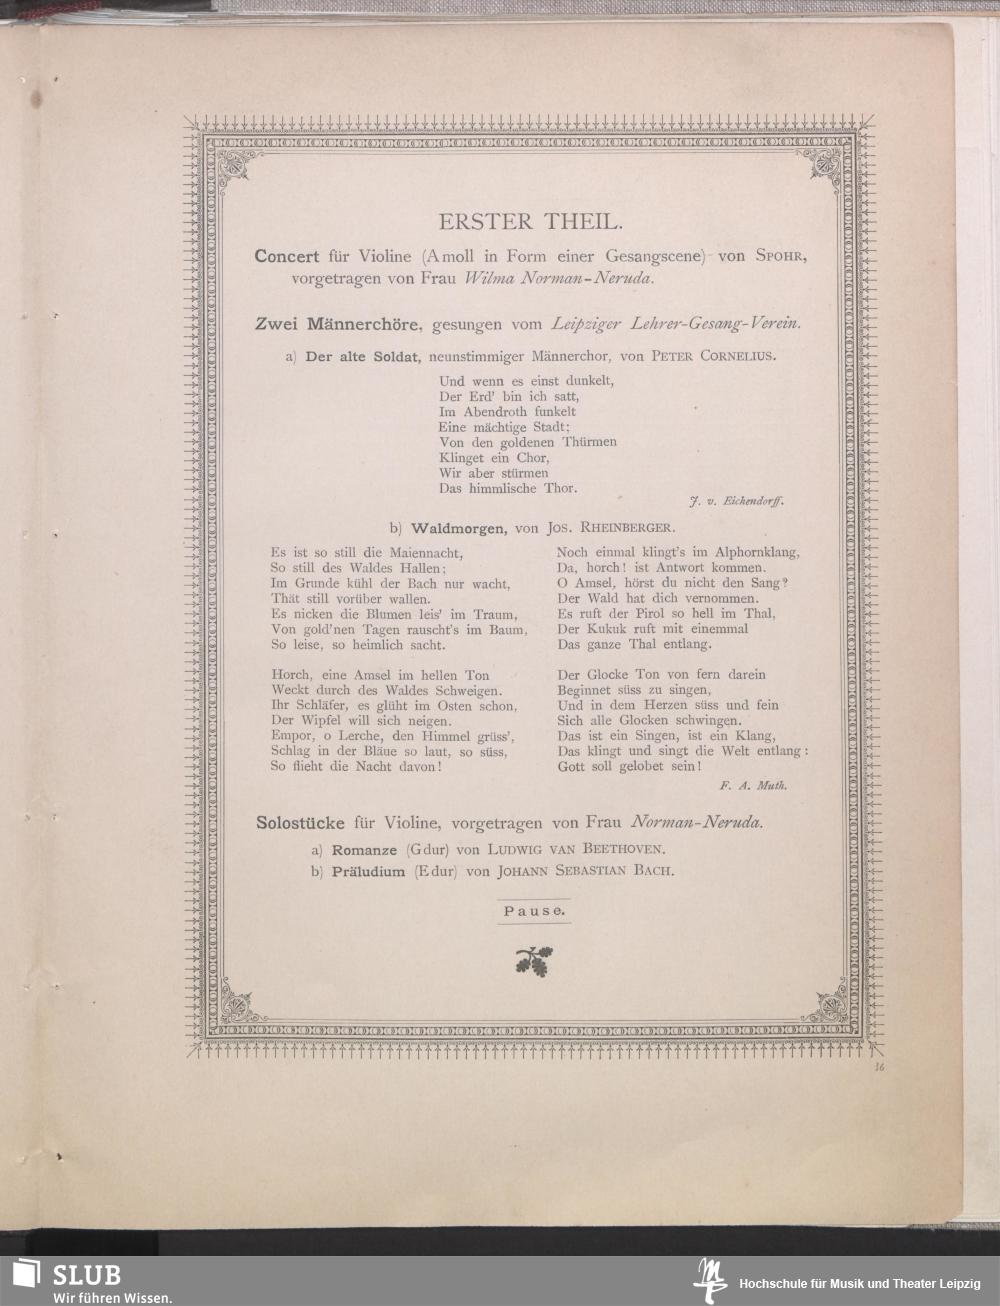 ERSTER THEIL.
Concert für Violine (A moll in Form einer Gesangscene) von SPOHR,
vorgetragen von Frau Wilma Norman-Neruda.
Zwei Männerchöre, gesungen vom Leipziger Lehrer-Gesang-Verein.
a) Der alte Soldat, neunstimmiger Männerchor, von PETER CORNELIUS.
Und wenn es einst dunkelt,
Der Erd' bin ich satt,
Im Abendroth funkelt
Eine mächtige Stadt;
Von den goldenen Thürmen
Klinget ein Chor,
Wir aber stürmen
Das himmlische Thor.
J. v. Eichendorff.
b) Waldmorgen, von JOS. RHEINBERGER.
Es ist so still die Maiennacht,
So still des Waldes Hallen;
Im Grunde kühl der Bach nur wacht,
Thät still vorüber wallen.
Es nicken die Blumen leis' im Traum,
Von gold'nen Tagen rauscht's im Baum,
So leise, so heimlich sacht.
Horch, eine Amsel im hellen Ton
Weckt durch des Waldes Schweigen.
Ihr Schläfer, es glüht im Osten schon,
Der Wipfel will sich neigen.
Empor, o Lerche, den Himmel grüss',
Schlag in der Bläue so laut, so süss,
So flieht die Nacht davon!
Noch einmal klingt's im Alphornklang,
Da, horch! ist Antwort kommen.
O Amsel, hörst du nicht den Sang?
Der Wald hat dich vernommen.
Es ruft der Pirol so hell im Thal,
Der Kukuk ruft mit einemmal
Das ganze Thal entlang.
Der Glocke Ton von fern darein
Beginnet süss zu singen,
Und in dem Herzen süss und fein
Sich alle Glocken schwingen.
Das ist ein Singen, ist ein Klang,
Das klingt und singt die Welt entlang:
Gott soll gelobet sein!
F. A. Muth.
Solostücke für Violine, vorgetragen von Frau Norman-Neruda.
a) Romanze (G dur) von LUDWIG VAN BEETHOVEN.
b) Präludium (E dur) von JOHANN SEBASTIAN BACH.
Pause.
36
SLUB
Wir führen Wissen.
Hochschule für Musik und Theater Leipzig